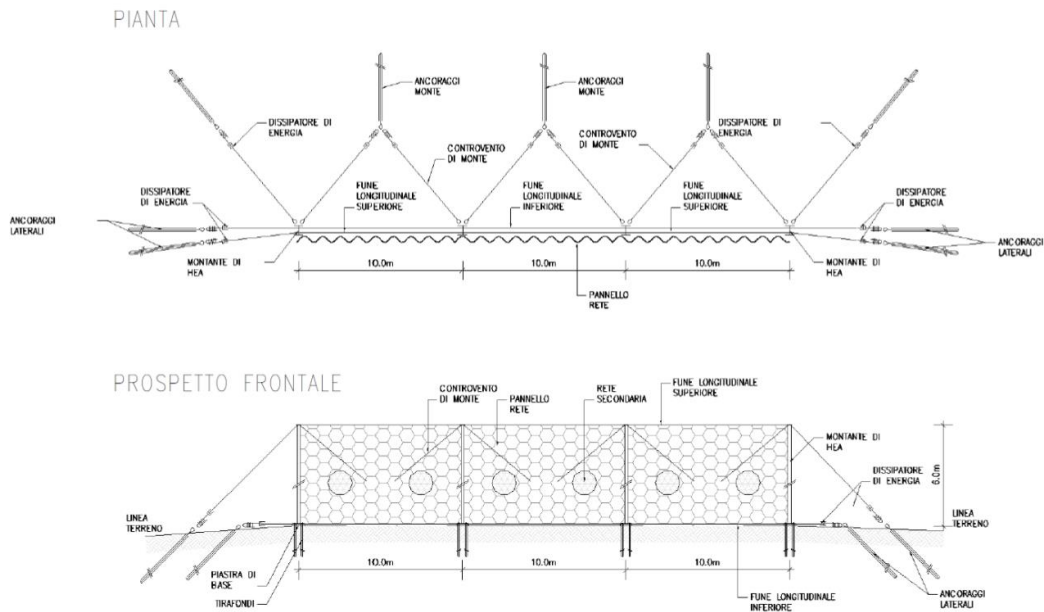 PIANTA
ANCORAGGI
MONTE
ANCORAGGI
MONTE
DISSIPATORE DI
ENERGIA
DISSIPATORE DI
ENERGIA
CONTROVENTO
DI MONTE
CONTROVENTO
DI MONTE
DISSIPATORE
DI ENERGIA
FUNE
LONGITUDINALE
SUPERIORE
FUNE
LONGITUDINALE
INFERIORE
FUNE
LONGITUDINALE
SUPERIORE
DISSIPATORE
DI ENERGIA
ANCORAGGI
LATERALI
ANCORAGGI
LATERALI
MONTANTE DI
HEA
MONTANTE DI
HEA
10.0m
10.0m
10.0m
PANNELLO
RETE
PROSPETTO FRONTALE
CONTROVENTO
DI MONTE
PANNELLO
RETE
RETE
SECONDARIA
FUNE LONGITUDINALE
SUPERIORE
MONTANTE DI
HEA
DISSIPATORE
DI ENERGIA
6.0m
LINEA
TERRENO
LINEA
TERRENO
10.0m
10.0m
10.0m
PIASTRA DI
BASE
TIRAFONDI
FUNE LONGITUDINALE
INFERIORE
ANCORAGGI
LATERALI